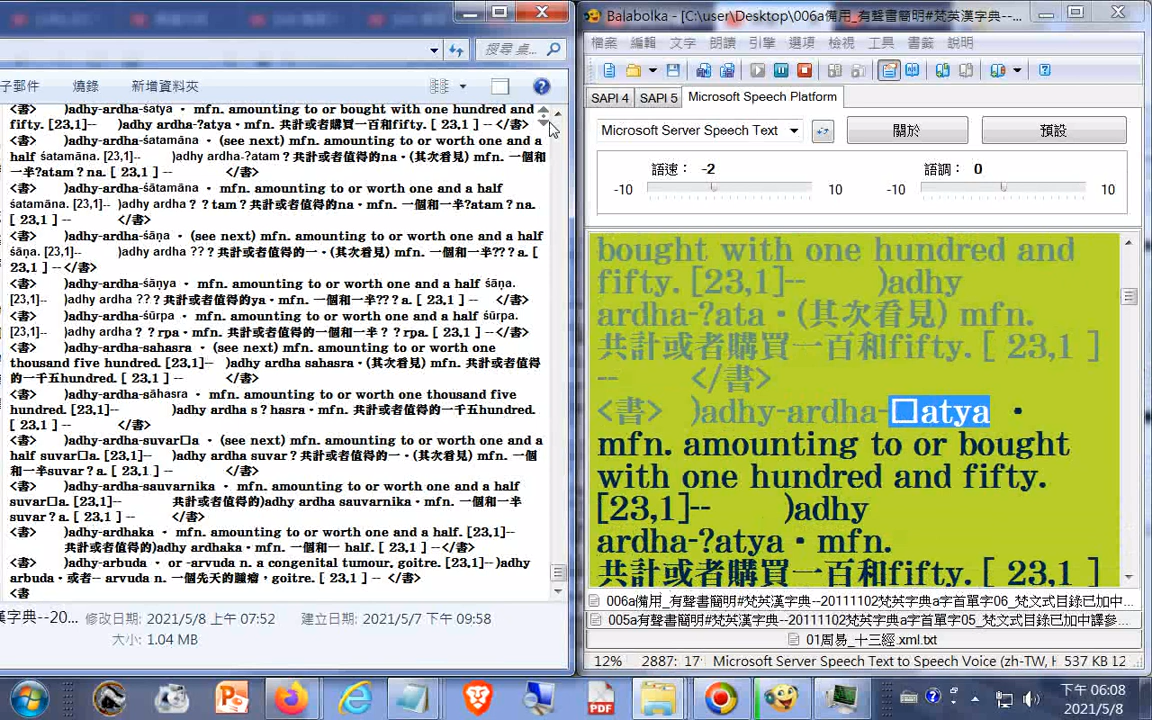 搜尋 桌...
子郵件 燒錄 新增資料夾
<書> )adhy-ardha-śatya・mfn. amounting to or bought with one hundred and
fifty. [23,1]-- )adhy ardha-?atya・mfn. 共計或者購買一百和fifty. [ 23,1 ] --</書>
<書> )adhy-ardha-śatamāna・(see next) mfn. amounting to or worth one and a
half śatamāna. [23,1]-- )adhy ardha-?atam？共計或者值得的na・(其次看見) mfn. 一個和
一半?atam？na. [ 23,1 ] -- </書>
<書> )adhy-ardha-śātamāna・mfn. amounting to or worth one and a half
śatamāna. [23,1]-- )adhy ardha？？tam？共計或者值得的na・mfn. 一個和一半?atam？na.
[ 23,1 ] -- </書>
<書> )adhy-ardha-śāṇa・(see next) mfn. amounting to or worth one and a half
śāṇa. [23,1]-- )adhy ardha ??？共計或者值得的一・(其次看見) mfn. 一個和一半???？a. [
23,1 ] --</書>
<書> )adhy-ardha-śāṇya・mfn. amounting to or worth one and a half śāṇa.
[23,1]-- )adhy ardha ??？共計或者值得的ya・mfn. 一個和一半???？a. [ 23,1 ] -- </書>
<書> )adhy-ardha-śūrpa・mfn. amounting to or worth one and a half śūrpa.
[23,1]-- )adhy ardha？？rpa・mfn. 共計或者值得的一個和一半？？rpa. [ 23,1 ] -- </書>
<書> )adhy-ardha-sahasra・(see next) mfn. amounting to or worth one
thousand five hundred. [23,1]-- )adhy ardha sahasra・(其次看見) mfn. 共計或者值得
的一千五hundred. [ 23,1 ] -- </書>
<書> )adhy-ardha-sāhasra・mfn. amounting to or worth one thousand five
hundred. [23,1]-- )adhy ardha s？hasra・mfn. 共計或者值得的一千五hundred.
[ 23,1 ] -- </書>
<書> )adhy-ardha-suvar□a・(see next) mfn. amounting to or worth one and a
half suvar□a. [23,1]-- )adhy ardha suvar？共計或者值得的一・(其次看見) mfn. 一個
和一半suvar？a. [ 23,1 ] -- </書>
<書> )adhy-ardha-sauvarnika・mfn. amounting to or worth one and a half
suvar□a. [23,1]-- 共計或者值得的)adhy ardha sauvarnika・mfn. 一個和一半
suvar？a. [ 23,1 ] -- </書>
<書> )adhy-ardhaka・mfn. amounting to or worth one and a half. [23,1]--
共計或者值得的)adhy ardhaka・mfn. 一個和一 half. [ 23,1 ] --</書>
<書> )adhy-arbuda・or -arvuda n. a congenital tumour, goitre. [23,1]--)adhy
arbuda・或者-- arvuda n. 一個先天的腫瘤，goitre. [ 23,1 ] --</書>
<書
漢字典--20... 修改日期: 2021/5/8 上午 07:52 建立日期: 2021/5/7 下午 09:58
大小: 1.04 MB
Balabolka - [C:\user\Desktop\006a備用_有聲書簡明#梵英漢字典--...
檔案 編輯 文字 朗讀 引擎 選項 檢視 工具 書籤 說明
SAPI 4 SAPI 5 Microsoft Speech Platform
Microsoft Server Speech Text 關於 預設
語速: -2 語調: 0
-10 10 -10 10
bought with one hundred and
fifty. [23,1]-- )adhy
ardha-?ata・(其次看見) mfn.
共計或者購買一百和fifty. [ 23,1 ]
-- </書>
<書> )adhy-ardha-□atya・
mfn. amounting to or bought
with one hundred and fifty.
[23,1]-- )adhy
ardha-?atya・mfn.
共計或者購買一百和fifty. [ 23,1 ]
006a備用_有聲書簡明#梵英漢字典--20111102梵英字典a字首單字06_梵文式目錄已加中...
005a有聲書簡明#梵英漢字典--20111102梵英字典a字首單字05_梵文式目錄已加中譯參...
01周易_十三經.xml.txt
12% 2887: 17 Microsoft Server Speech Text to Speech Voice (zh-TW, H 537 KB 12
PDF
下午 06:08
2021/5/8